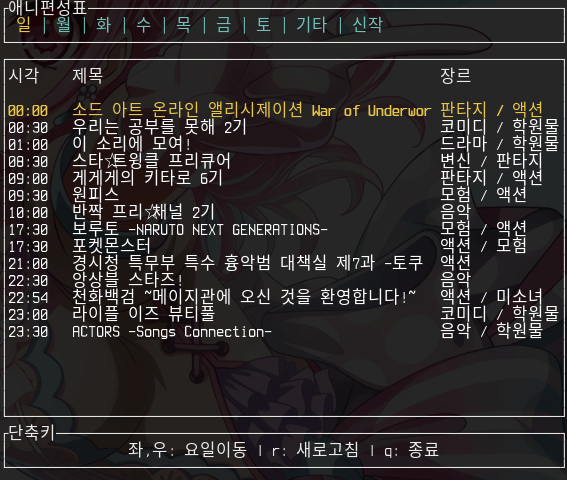 애니편성표
일 | 월 | 화 | 수 | 목 | 금 | 토 | 기타 | 신작
시각 제목 장르
00:00 소드 아트 온라인 앨리시제이션 War of Underwor 판타지 / 액션
00:30 우리는 공부를 못해 2기 코미디 / 학원물
01:00 이 소리에 모여! 드라마 / 학원물
08:30 스타☆트윙클 프리큐어 변신 / 판타지
09:00 게게게의 키타로 6기 판타지 / 액션
09:30 원피스 모험 / 액션
10:00 반짝 프리☆채널 2기 음악
17:30 보루토 -NARUTO NEXT GENERATIONS- 모험 / 액션
17:30 포켓몬스터 액션 / 모험
21:00 경시청 특무부 특수 흉악범 대책실 제7과 -토쿠 액션
22:30 앙상블 스타즈! 음악
22:54 천화백검 ~메이지관에 오신 것을 환영합니다!~ 액션 / 미소녀
23:00 라이플 이즈 뷰티풀 코미디 / 학원물
23:30 ACTORS -Songs Connection- 음악 / 학원물
단축키
좌,우: 요일이동 | r: 새로고침 | q: 종료